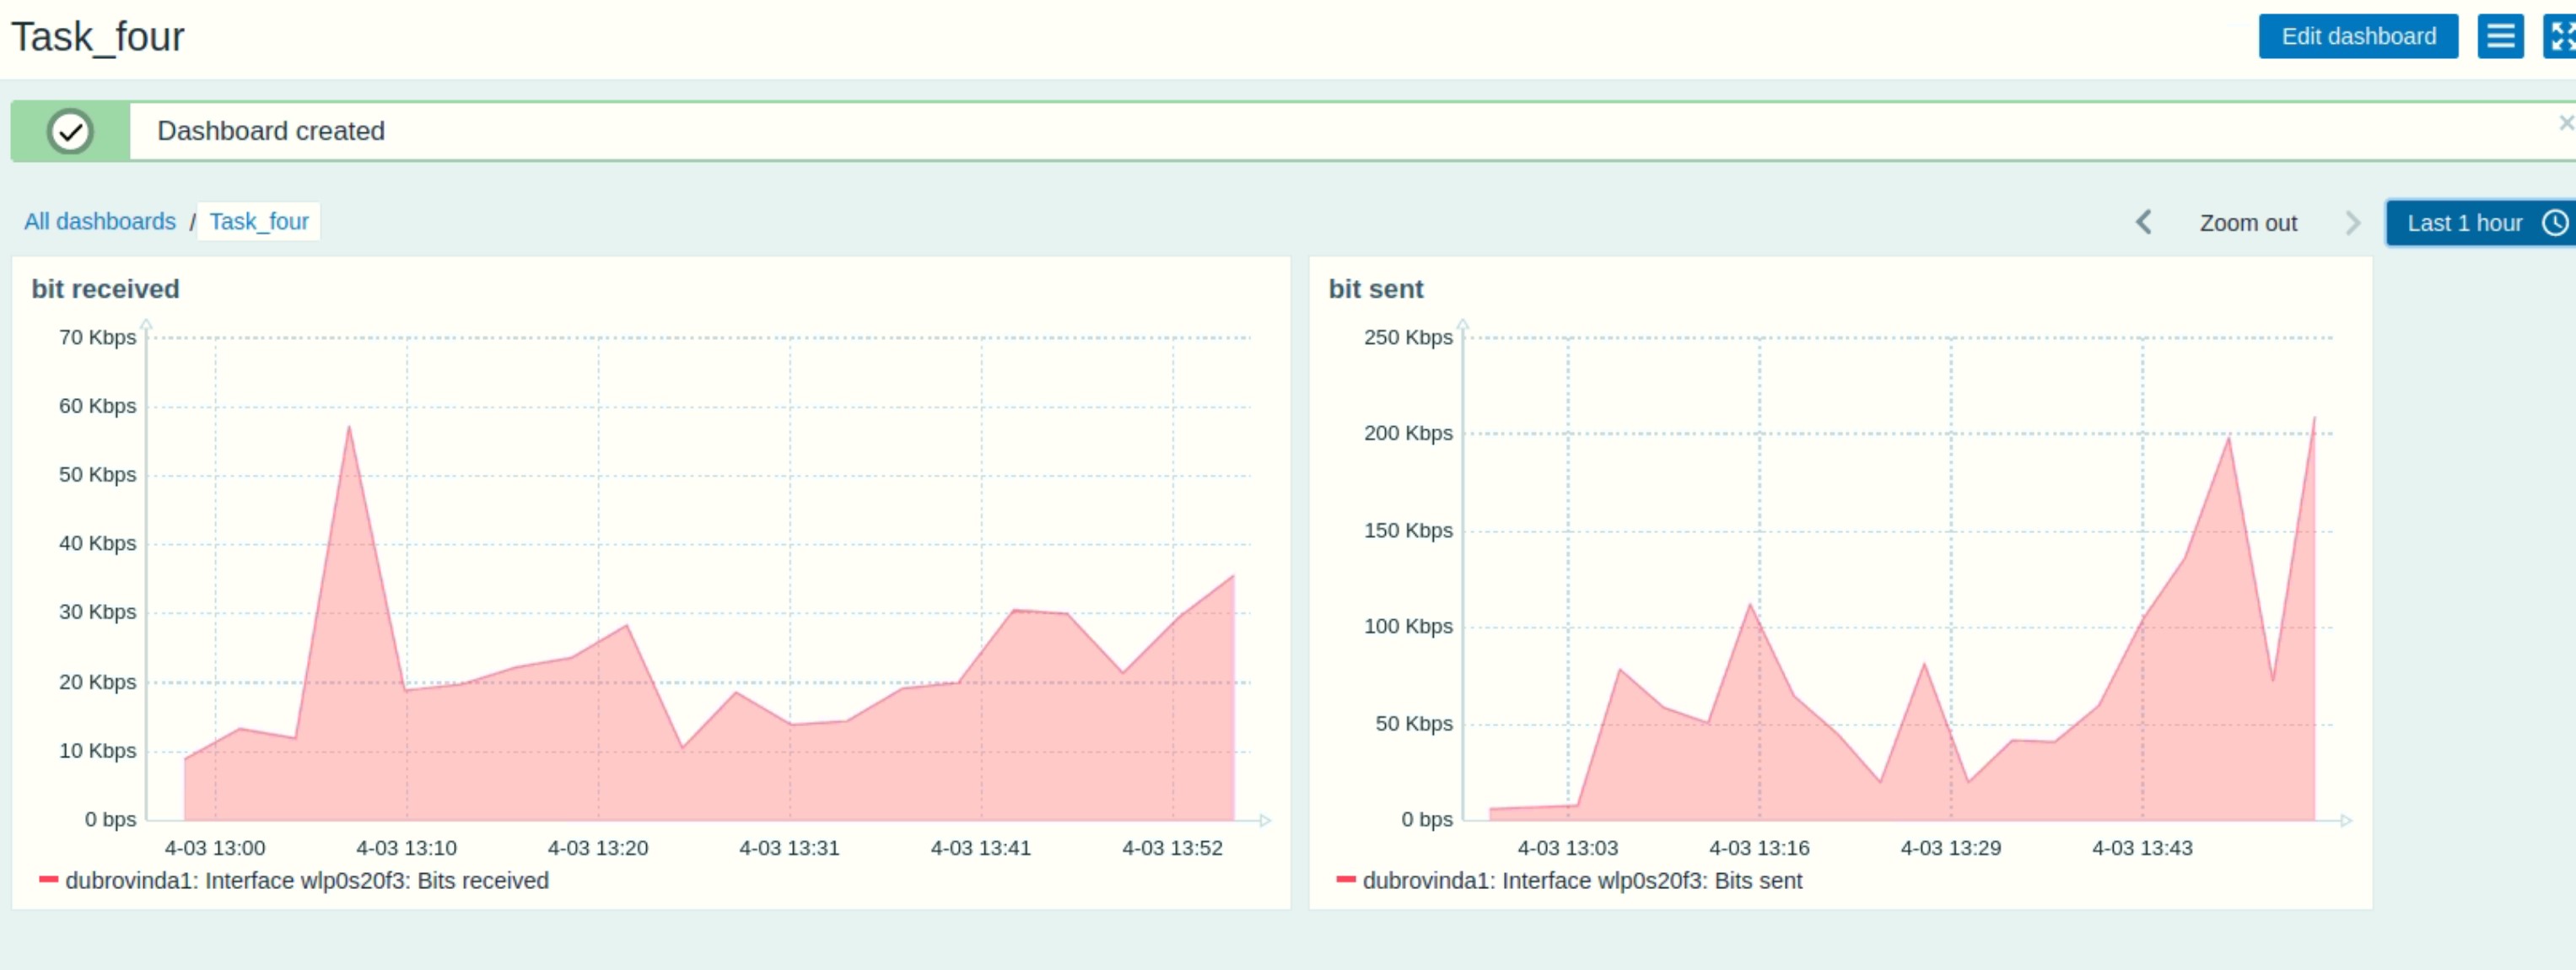 Task_four
Edit dashboard
Dashboard created
All dashboards / Task_four
Zoom out
Last 1 hour
bit received
70 Kbps
60 Kbps
50 Kbps
40 Kbps
30 Kbps
20 Kbps
10 Kbps
0 bps
4-03 13:00 4-03 13:10 4-03 13:20 4-03 13:31 4-03 13:41 4-03 13:52
dubrovinda1: Interface wlp0s20f3: Bits received
bit sent
250 Kbps
200 Kbps
150 Kbps
100 Kbps
50 Kbps
0 bps
4-03 13:03 4-03 13:16 4-03 13:29 4-03 13:43
dubrovinda1: Interface wlp0s20f3: Bits sent